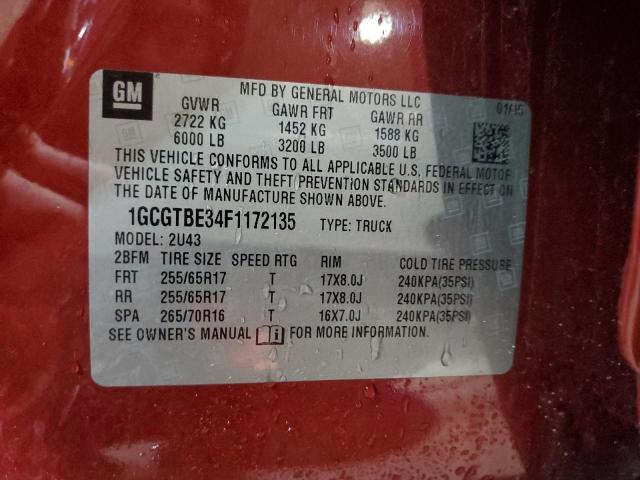 GM
MFD BY GENERAL MOTORS LLC
GVWR GAWR FRT GAWR RR 01/15
2722 KG 1452 KG 1588 KG
6000 LB 3200 LB 3500 LB
THIS VEHICLE CONFORMS TO ALL APPLICABLE U.S. FEDERAL MOTOR
VEHICLE SAFETY AND THEFT PREVENTION STANDARDS IN EFFECT ON
THE DATE OF MANUFACTURE SHOWN ABOVE.
1GCGTBE34F1172135 TYPE: TRUCK
MODEL: 2U43
2BFM TIRE SIZE SPEED RTG RIM COLD TIRE PRESSURE
FRT 255/65R17 T 17X8.0J 240KPA(35PSI)
RR 255/65R17 T 17X8.0J 240KPA(35PSI)
SPA 265/70R16 T 16X7.0J 240KPA(35PSI)
SEE OWNER'S MANUAL FOR MORE INFORMATION.